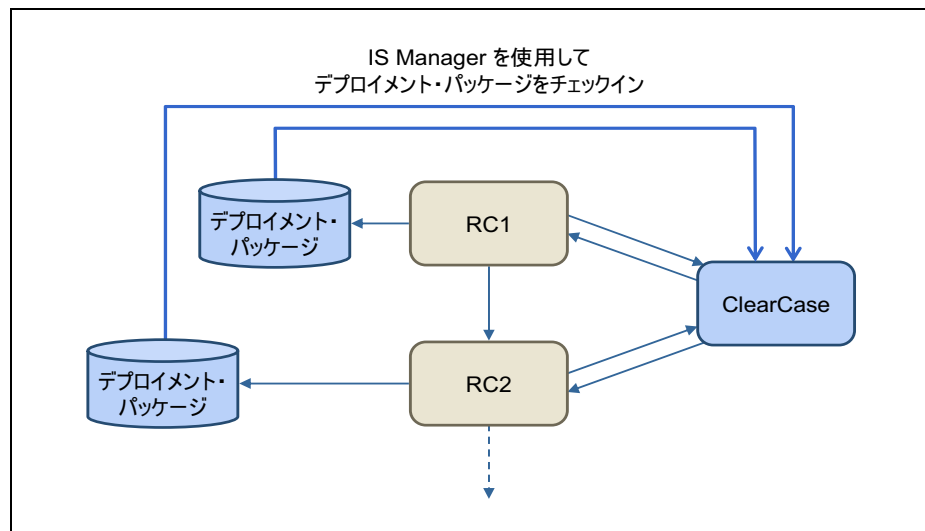 IS Manager を使用して
デプロイメント・パッケージをチェックイン
デプロイメント・
パッケージ
RC1
ClearCase
デプロイメント・
パッケージ
RC2